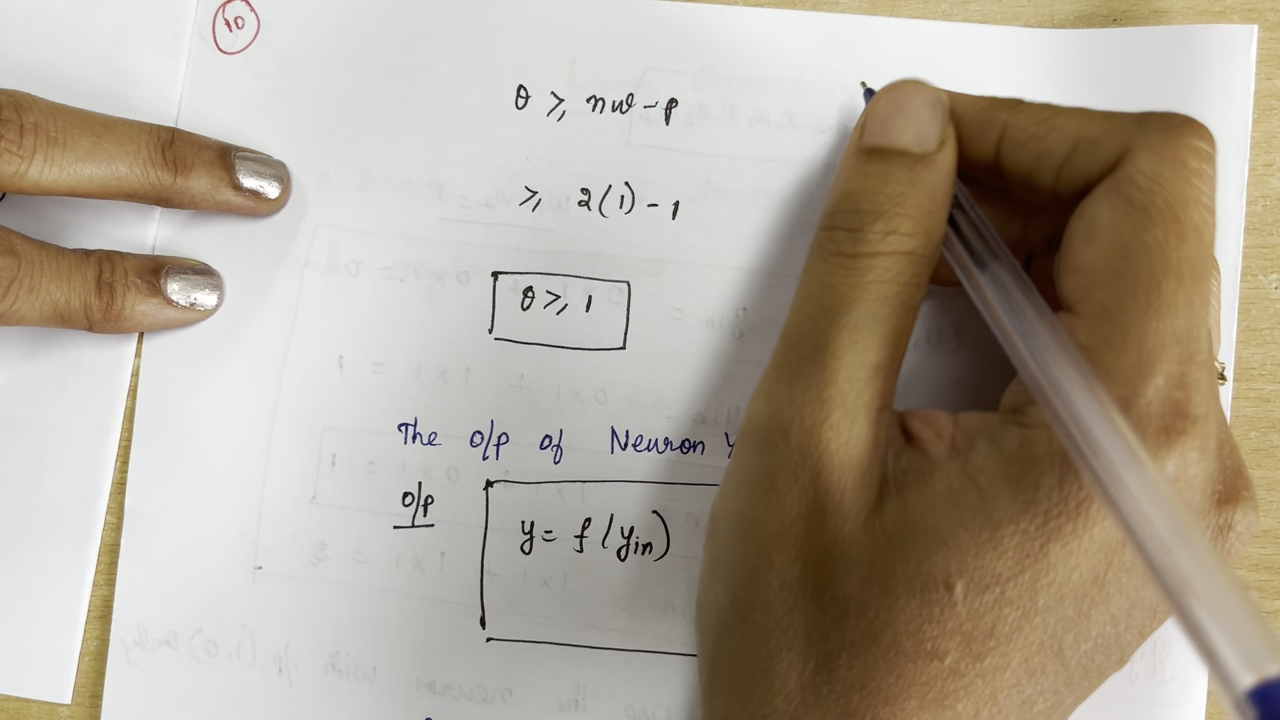 10
θ ≥ nw - p
≥ 2(1) - 1
θ ≥ 1
The o/p of Neuron Y
o/p
y = f(yin)